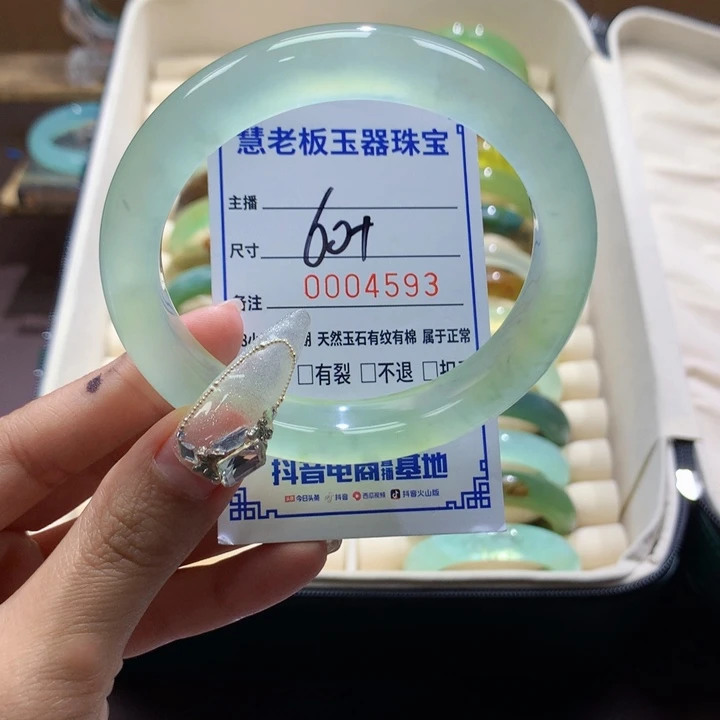 慧老板玉器珠宝
主播
尺寸 60+
备注 0004593
天然玉石有纹有棉 属于正常
□有裂 □不退
抖音电商直播基地
今日头条 抖音 西瓜视频 抖音火山版